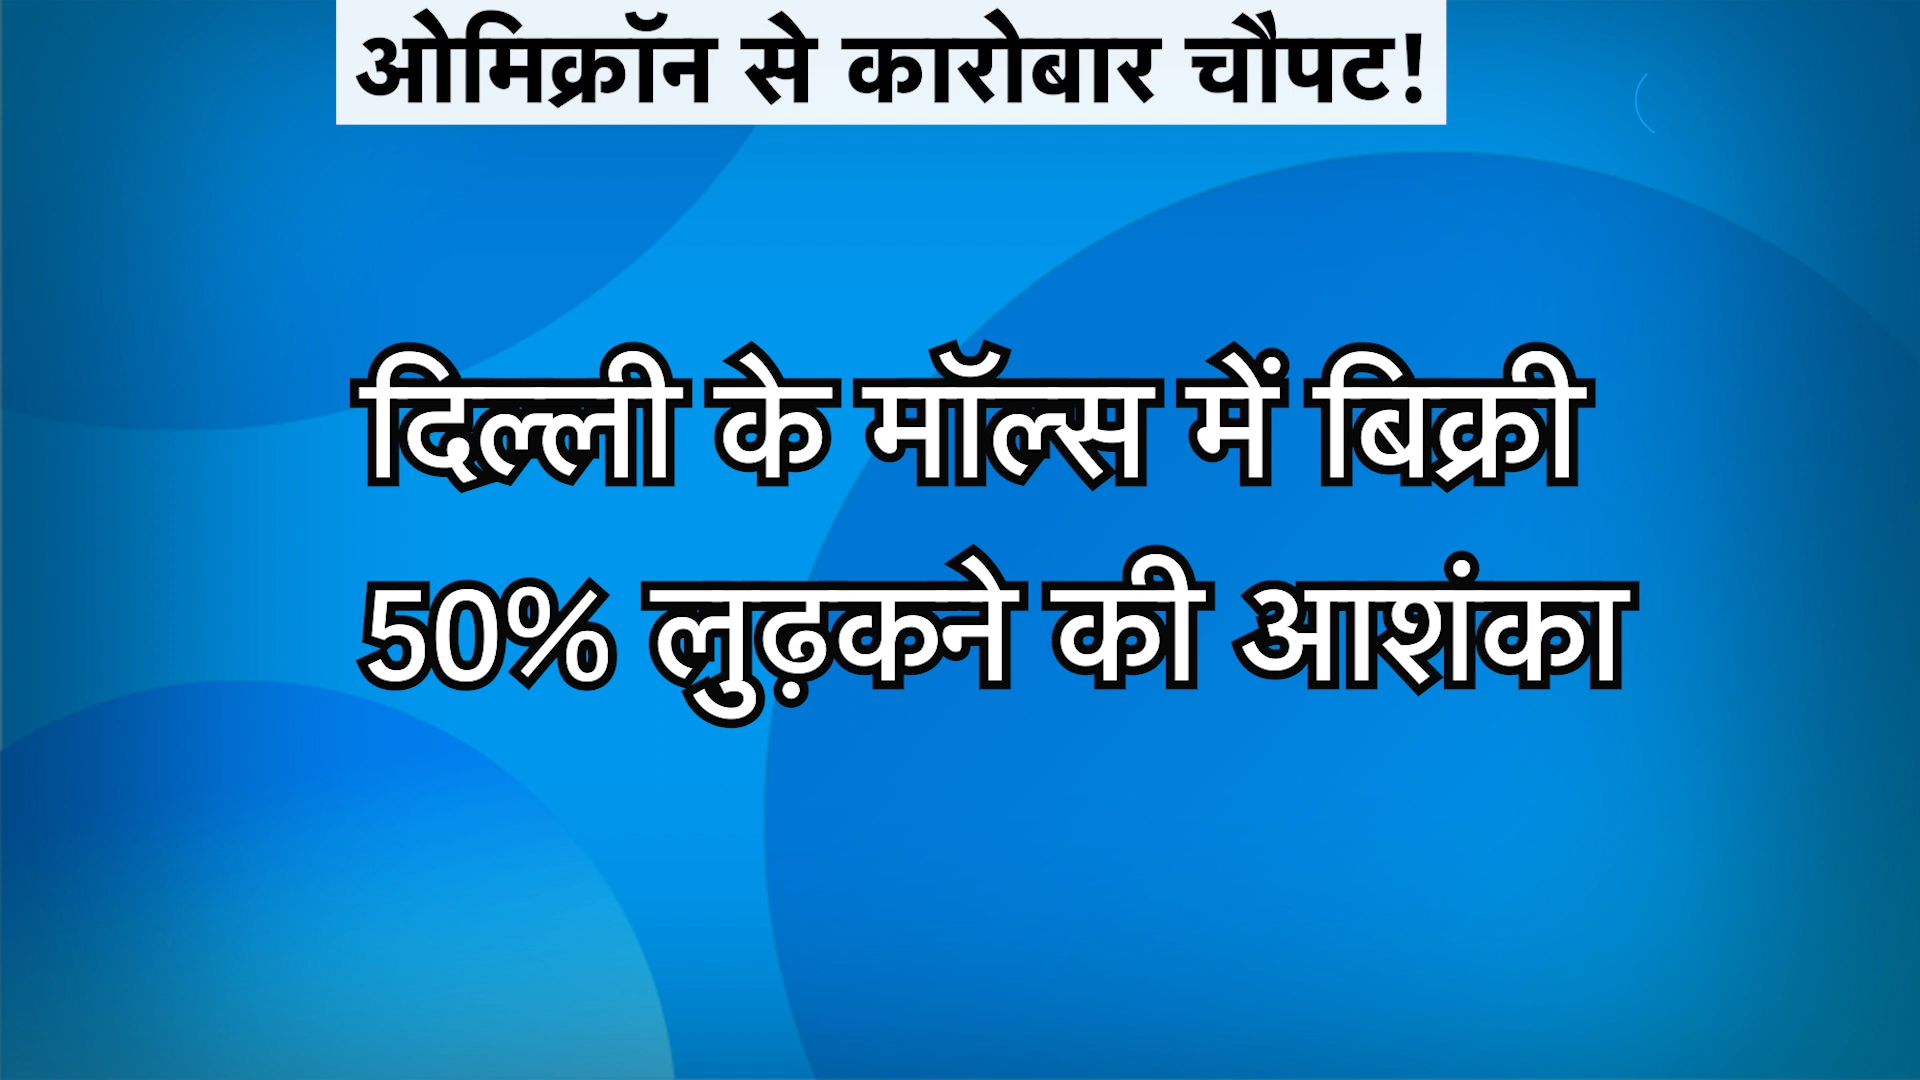 ओमिक्रॉन से कारोबार चौपट!
दिल्ली के मॉल्स में बिक्री
50% लुढ़कने की आशंका